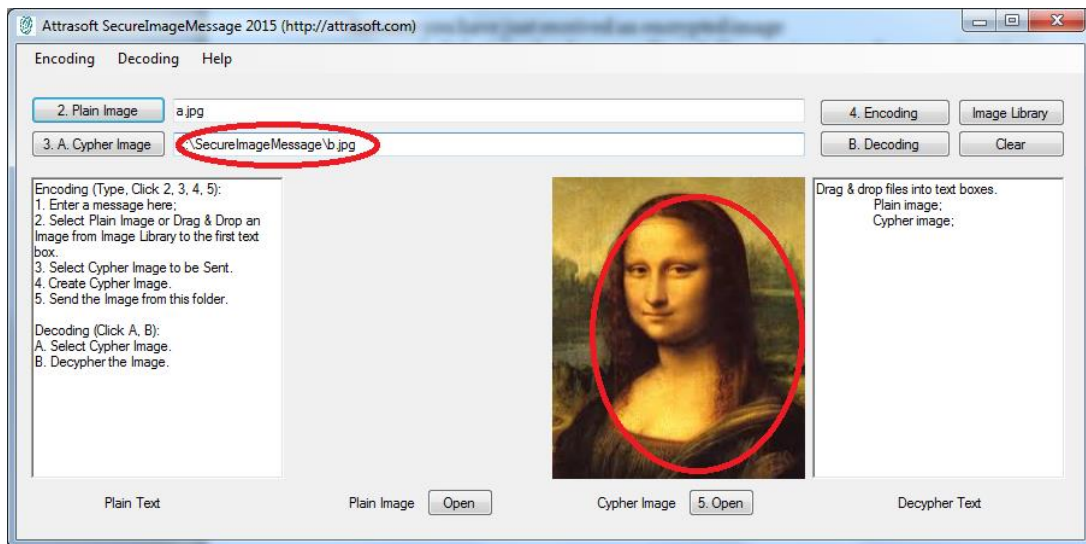 Attrasoft SecureImageMessage 2015 (http://attrasoft.com)
Encoding Decoding Help
2. Plain Image a.jpg 4. Encoding Image Library
3. A. Cypher Image :\SecureImageMessage\b.jpg B. Decoding Clear
Encoding (Type, Click 2, 3, 4, 5):
1. Enter a message here;
2. Select Plain Image or Drag & Drop an
Image from Image Library to the first text
box.
3. Select Cypher Image to be Sent.
4. Create Cypher Image.
5. Send the Image from this folder.
Decoding (Click A, B):
A. Select Cypher Image.
B. Decypher the Image.
Drag & drop files into text boxes.
Plain image;
Cypher image;
Plain Text Plain Image Open Cypher Image 5. Open Decypher Text